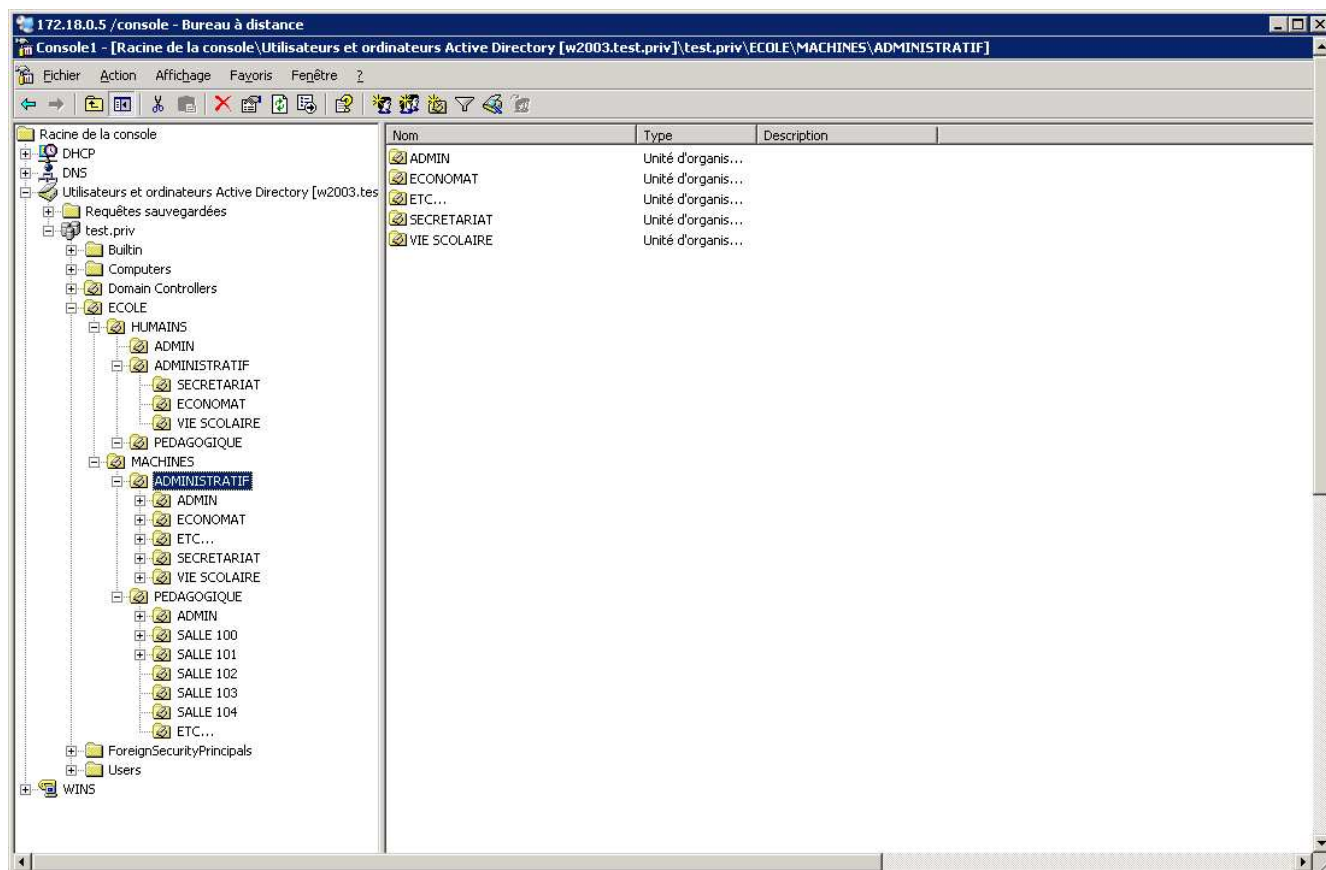 172.18.0.5 /console - Bureau à distance
Console1 - [Racine de la console\Utilisateurs et ordinateurs Active Directory [w2003.test.priv]\test.priv\ECOLE\MACHINES\ADMINISTRATIF]
Fichier Action Affichage Favoris Fenêtre ?
Racine de la console
DHCP
DNS
Utilisateurs et ordinateurs Active Directory [w2003.tes
Requêtes sauvegardées
test.priv
Builtin
Computers
Domain Controllers
ECOLE
HUMAINS
ADMIN
ADMINISTRATIF
SECRETARIAT
ECONOMAT
VIE SCOLAIRE
PEDAGOGIQUE
MACHINES
ADMINISTRATIF
ADMIN
ECONOMAT
ETC...
SECRETARIAT
VIE SCOLAIRE
PEDAGOGIQUE
ADMIN
SALLE 100
SALLE 101
SALLE 102
SALLE 103
SALLE 104
ETC...
ForeignSecurityPrincipals
Users
WINS
Nom Type Description
ADMIN Unité d'organis...
ECONOMAT Unité d'organis...
ETC... Unité d'organis...
SECRETARIAT Unité d'organis...
VIE SCOLAIRE Unité d'organis...